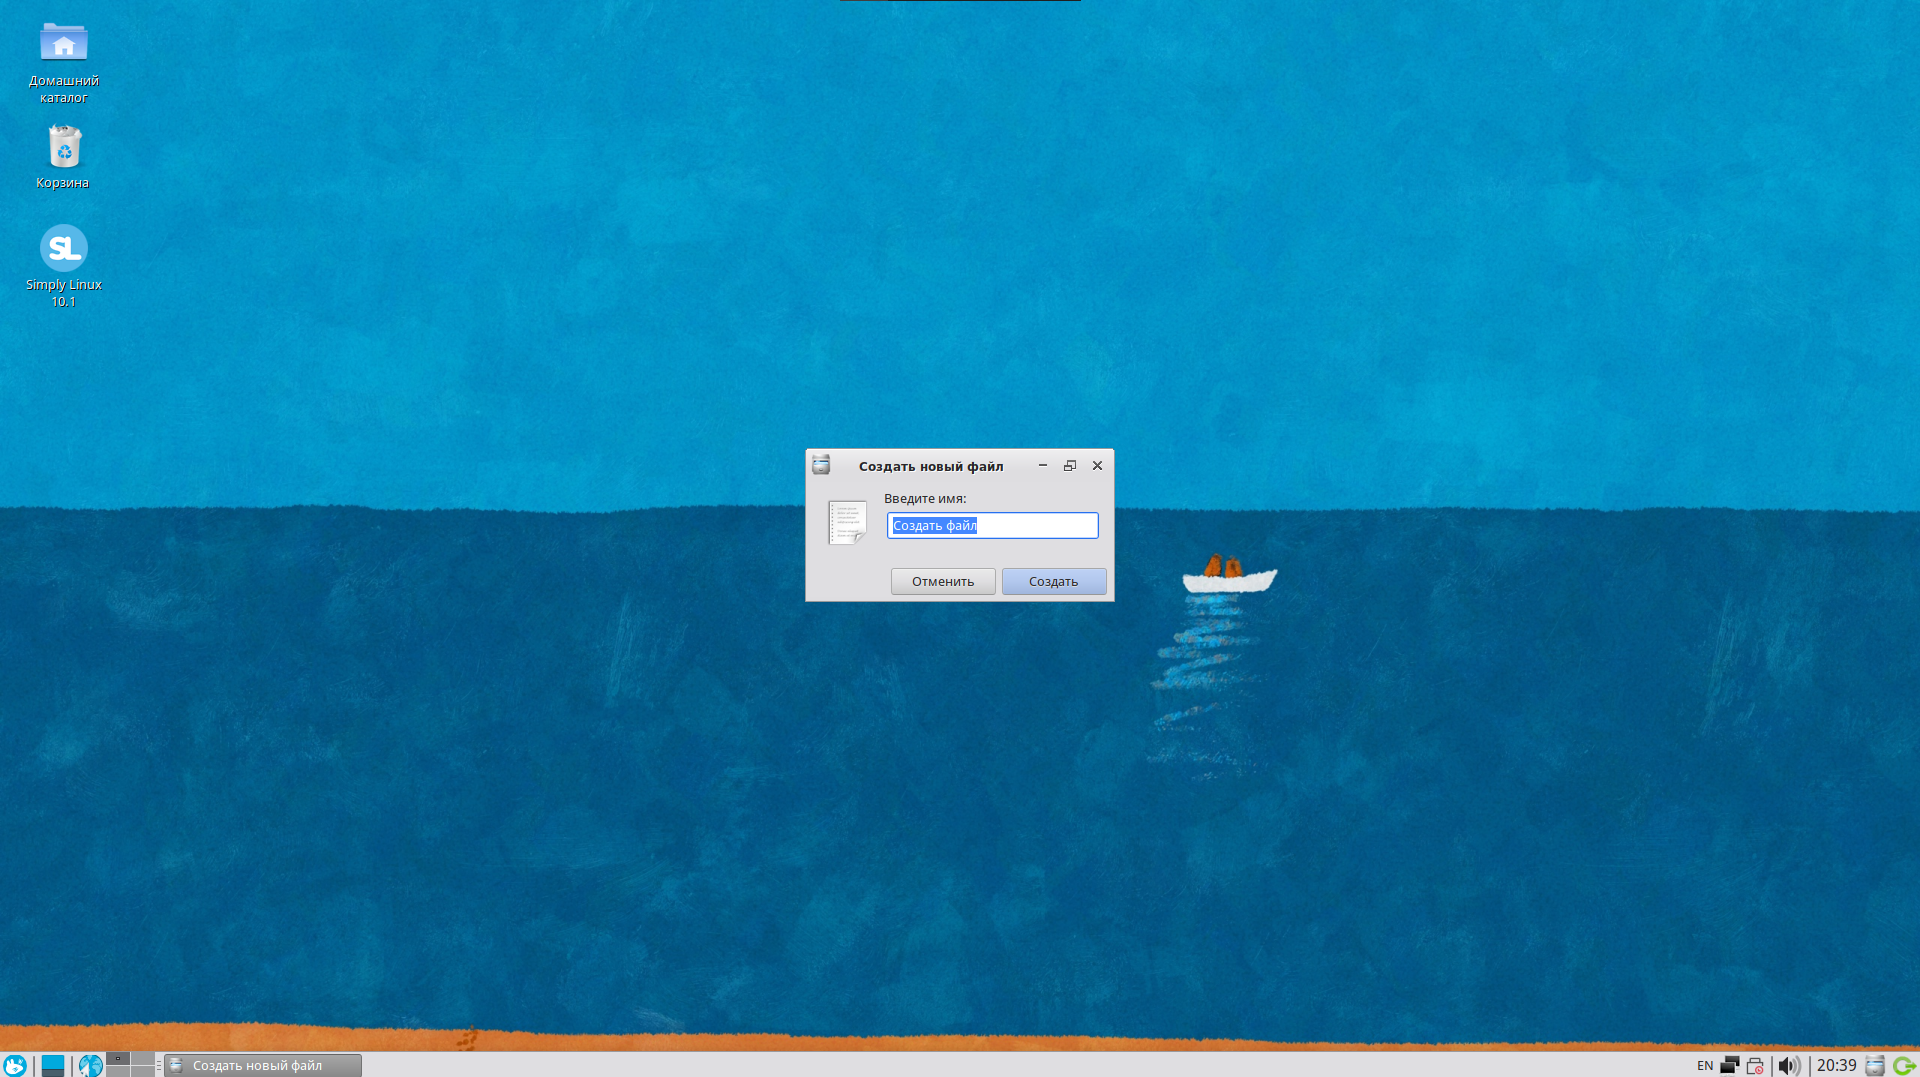 Домашний
каталог
Корзина
SL
Simply Linux
10.1
Создать новый файл
Введите имя:
Создать файл
Отменить
Создать
Создать новый файл
EN
20:39